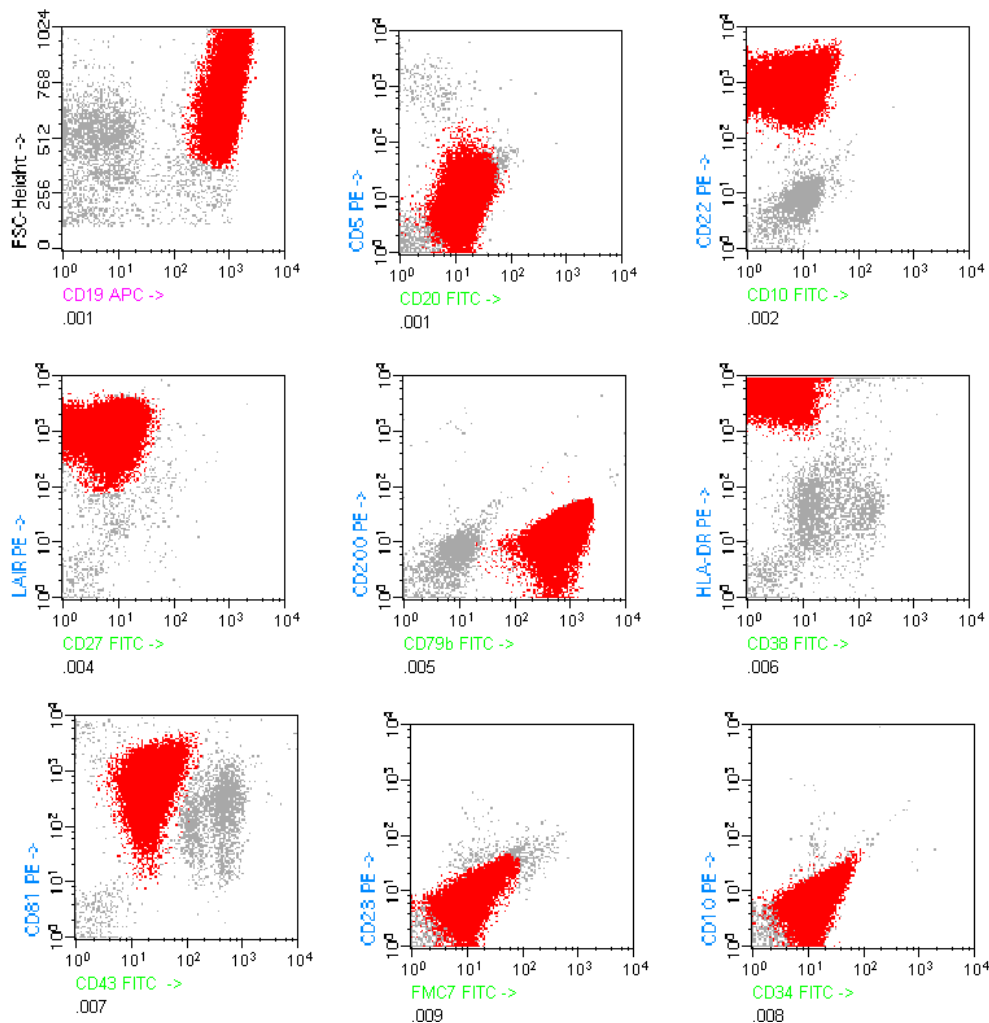 FSC-Height ->
0 256 512 768 1024
10⁰ 10¹ 10² 10³ 10⁴
CD19 APC ->
.001
CD5 PE ->
10⁰ 10¹ 10² 10³ 10⁴
10⁰ 10¹ 10² 10³ 10⁴
CD20 FITC ->
.001
CD22 PE ->
10⁰ 10¹ 10² 10³ 10⁴
10⁰ 10¹ 10² 10³ 10⁴
CD10 FITC ->
.002
LAIR PE ->
10⁰ 10¹ 10² 10³ 10⁴
10⁰ 10¹ 10² 10³ 10⁴
CD27 FITC ->
.004
CD200 PE ->
10⁰ 10¹ 10² 10³ 10⁴
10⁰ 10¹ 10² 10³ 10⁴
CD79b FITC ->
.005
HLA-DR PE ->
10⁰ 10¹ 10² 10³ 10⁴
10⁰ 10¹ 10² 10³ 10⁴
CD38 FITC ->
.006
CD81 PE ->
10⁰ 10¹ 10² 10³ 10⁴
10⁰ 10¹ 10² 10³ 10⁴
CD43 FITC ->
.007
CD23 PE ->
10⁰ 10¹ 10² 10³ 10⁴
10⁰ 10¹ 10² 10³ 10⁴
FMC7 FITC ->
.009
CD10 PE ->
10⁰ 10¹ 10² 10³ 10⁴
10⁰ 10¹ 10² 10³ 10⁴
CD34 FITC ->
.008